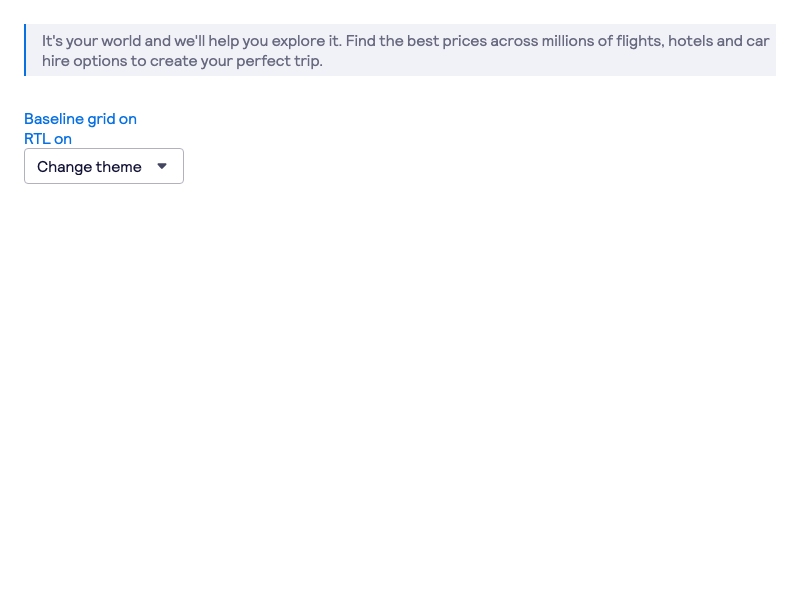 It's your world and we'll help you explore it. Find the best prices across millions of flights, hotels and car
hire options to create your perfect trip.
Baseline grid on
RTL on
Change theme